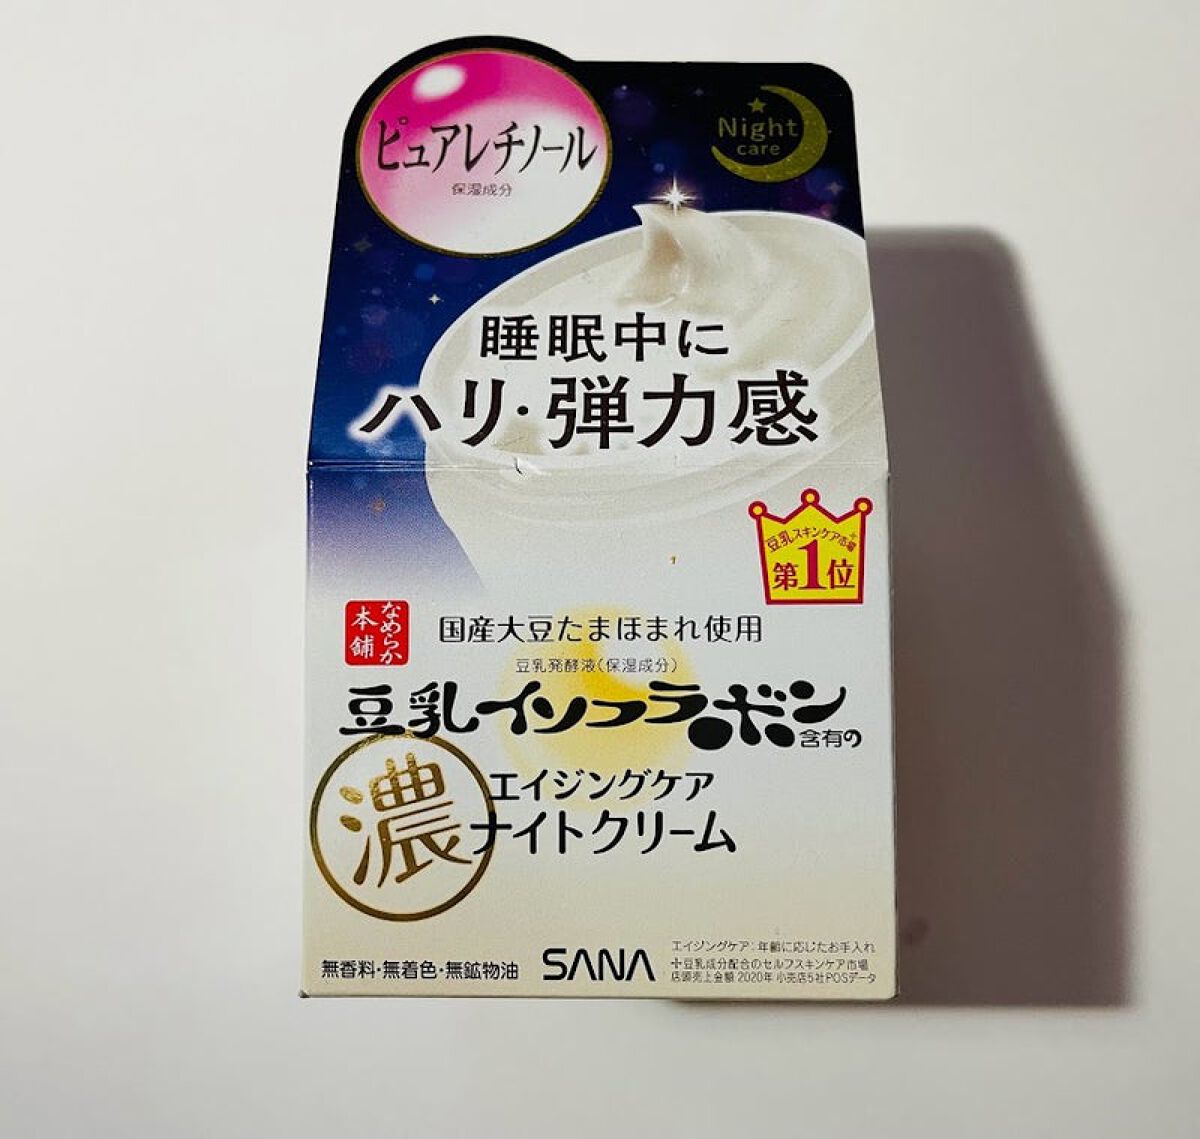 ピュアレチノール
保湿成分
Night
care
睡眠中に
ハリ・弾力感
豆乳スキンケア市場※
第1位
なめらか
本舗
国産大豆たまほまれ使用
豆乳発酵液(保湿成分)
豆乳イソフラボン
含有の
濃
エイジングケア
ナイトクリーム
無香料・無着色・無鉱物油
SANA
エイジングケア:年齢に応じたお手入れ
※豆乳成分配合のセルフスキンケア市場
店頭売上金額 2020年 小売店5社POSデータ